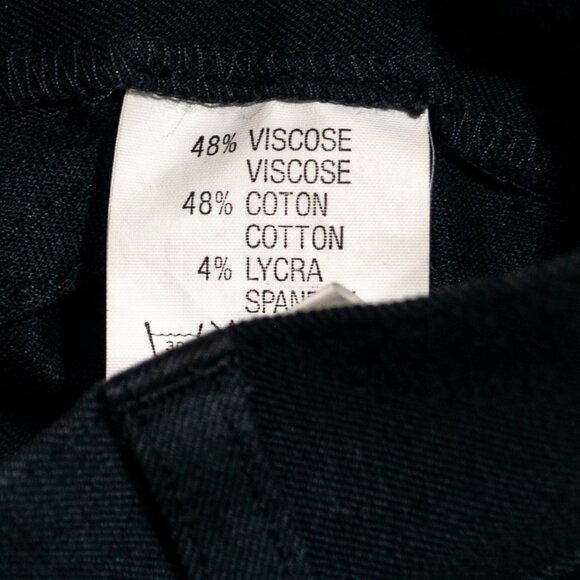 48% VISCOSE
VISCOSE
48% COTON
COTTON
4% LYCRA